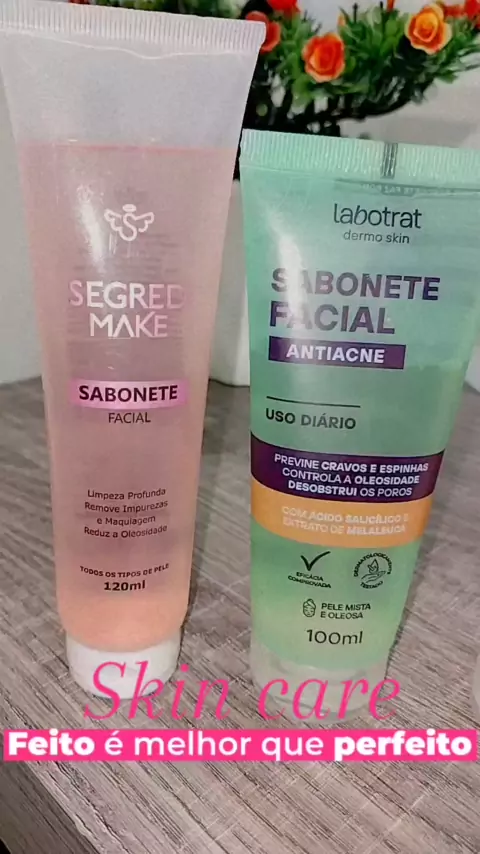 SEGRED
MAKE
SABONETE
FACIAL
Limpeza Profunda
Remove Impurezas
e Maquiagem
Reduz a Oleosidade
TODOS OS TIPOS DE PELE
120ml
labotrat
dermo skin
SABONETE
FACIAL
ANTIACNE
USO DIÁRIO
PREVINE CRAVOS E ESPINHAS
CONTROLA A OLEOSIDADE
DESOBSTRUI OS POROS
COM ÁCIDO SALICÍLICO E
EXTRATO DE MELALEUCA
EFICÁCIA
COMPROVADA
DERMATOLOGICAMENTE
TESTADO
PELE MISTA
E OLEOSA
100ml
Skin care
Feito é melhor que perfeito